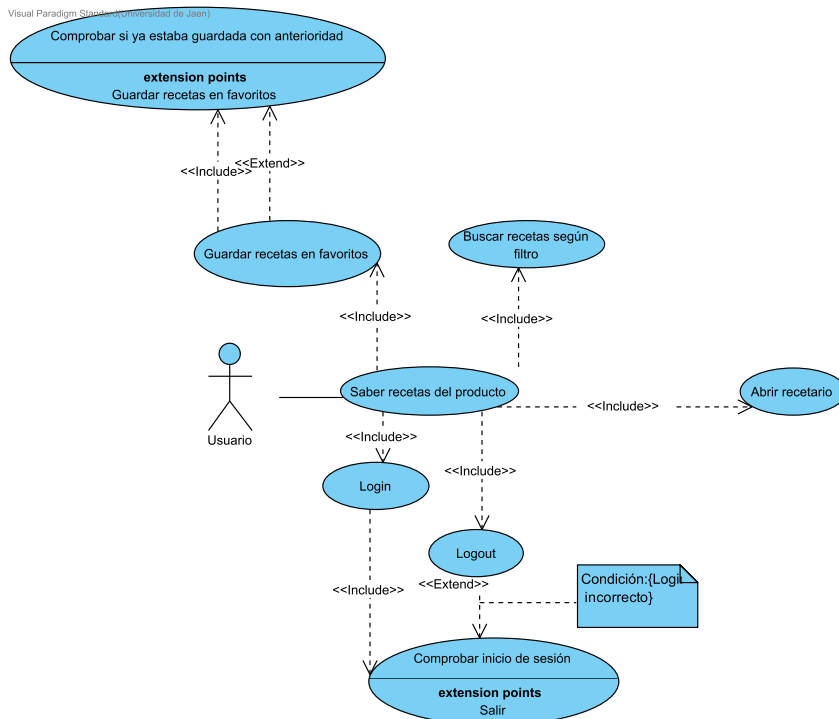 Visual Paradigm Standard(Universidad de Jaen)
Comprobar si ya estaba guardada con anterioridad
extension points
Guardar recetas en favoritos
<<Include>>
<<Extend>>
Guardar recetas en favoritos
Buscar recetas según
filtro
<<Include>>
<<Include>>
Saber recetas del producto
Abrir recetario
<<Include>>
Usuario
<<Include>>
<<Include>>
Login
Logout
<<Extend>>
<<Include>>
Condición:{Login
incorrecto}
Comprobar inicio de sesión
extension points
Salir